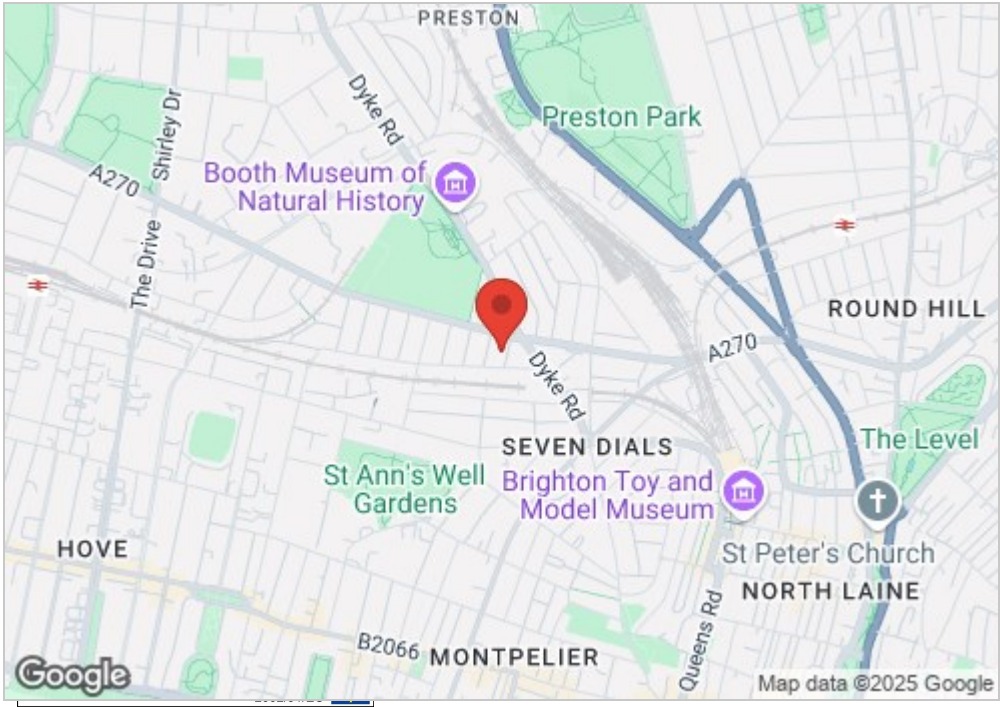 PRESTON
Dyke Rd
Shirley Dr
Preston Park
A270
Booth Museum of
Natural History
The Drive
ROUND HILL
A270
Dyke Rd
SEVEN DIALS
The Level
St Ann's Well
Gardens
Brighton Toy and
Model Museum
HOVE
St Peter's Church
NORTH LAINE
B2066
MONTPELIER
Queens Rd
Google
Map data ©2025 Google